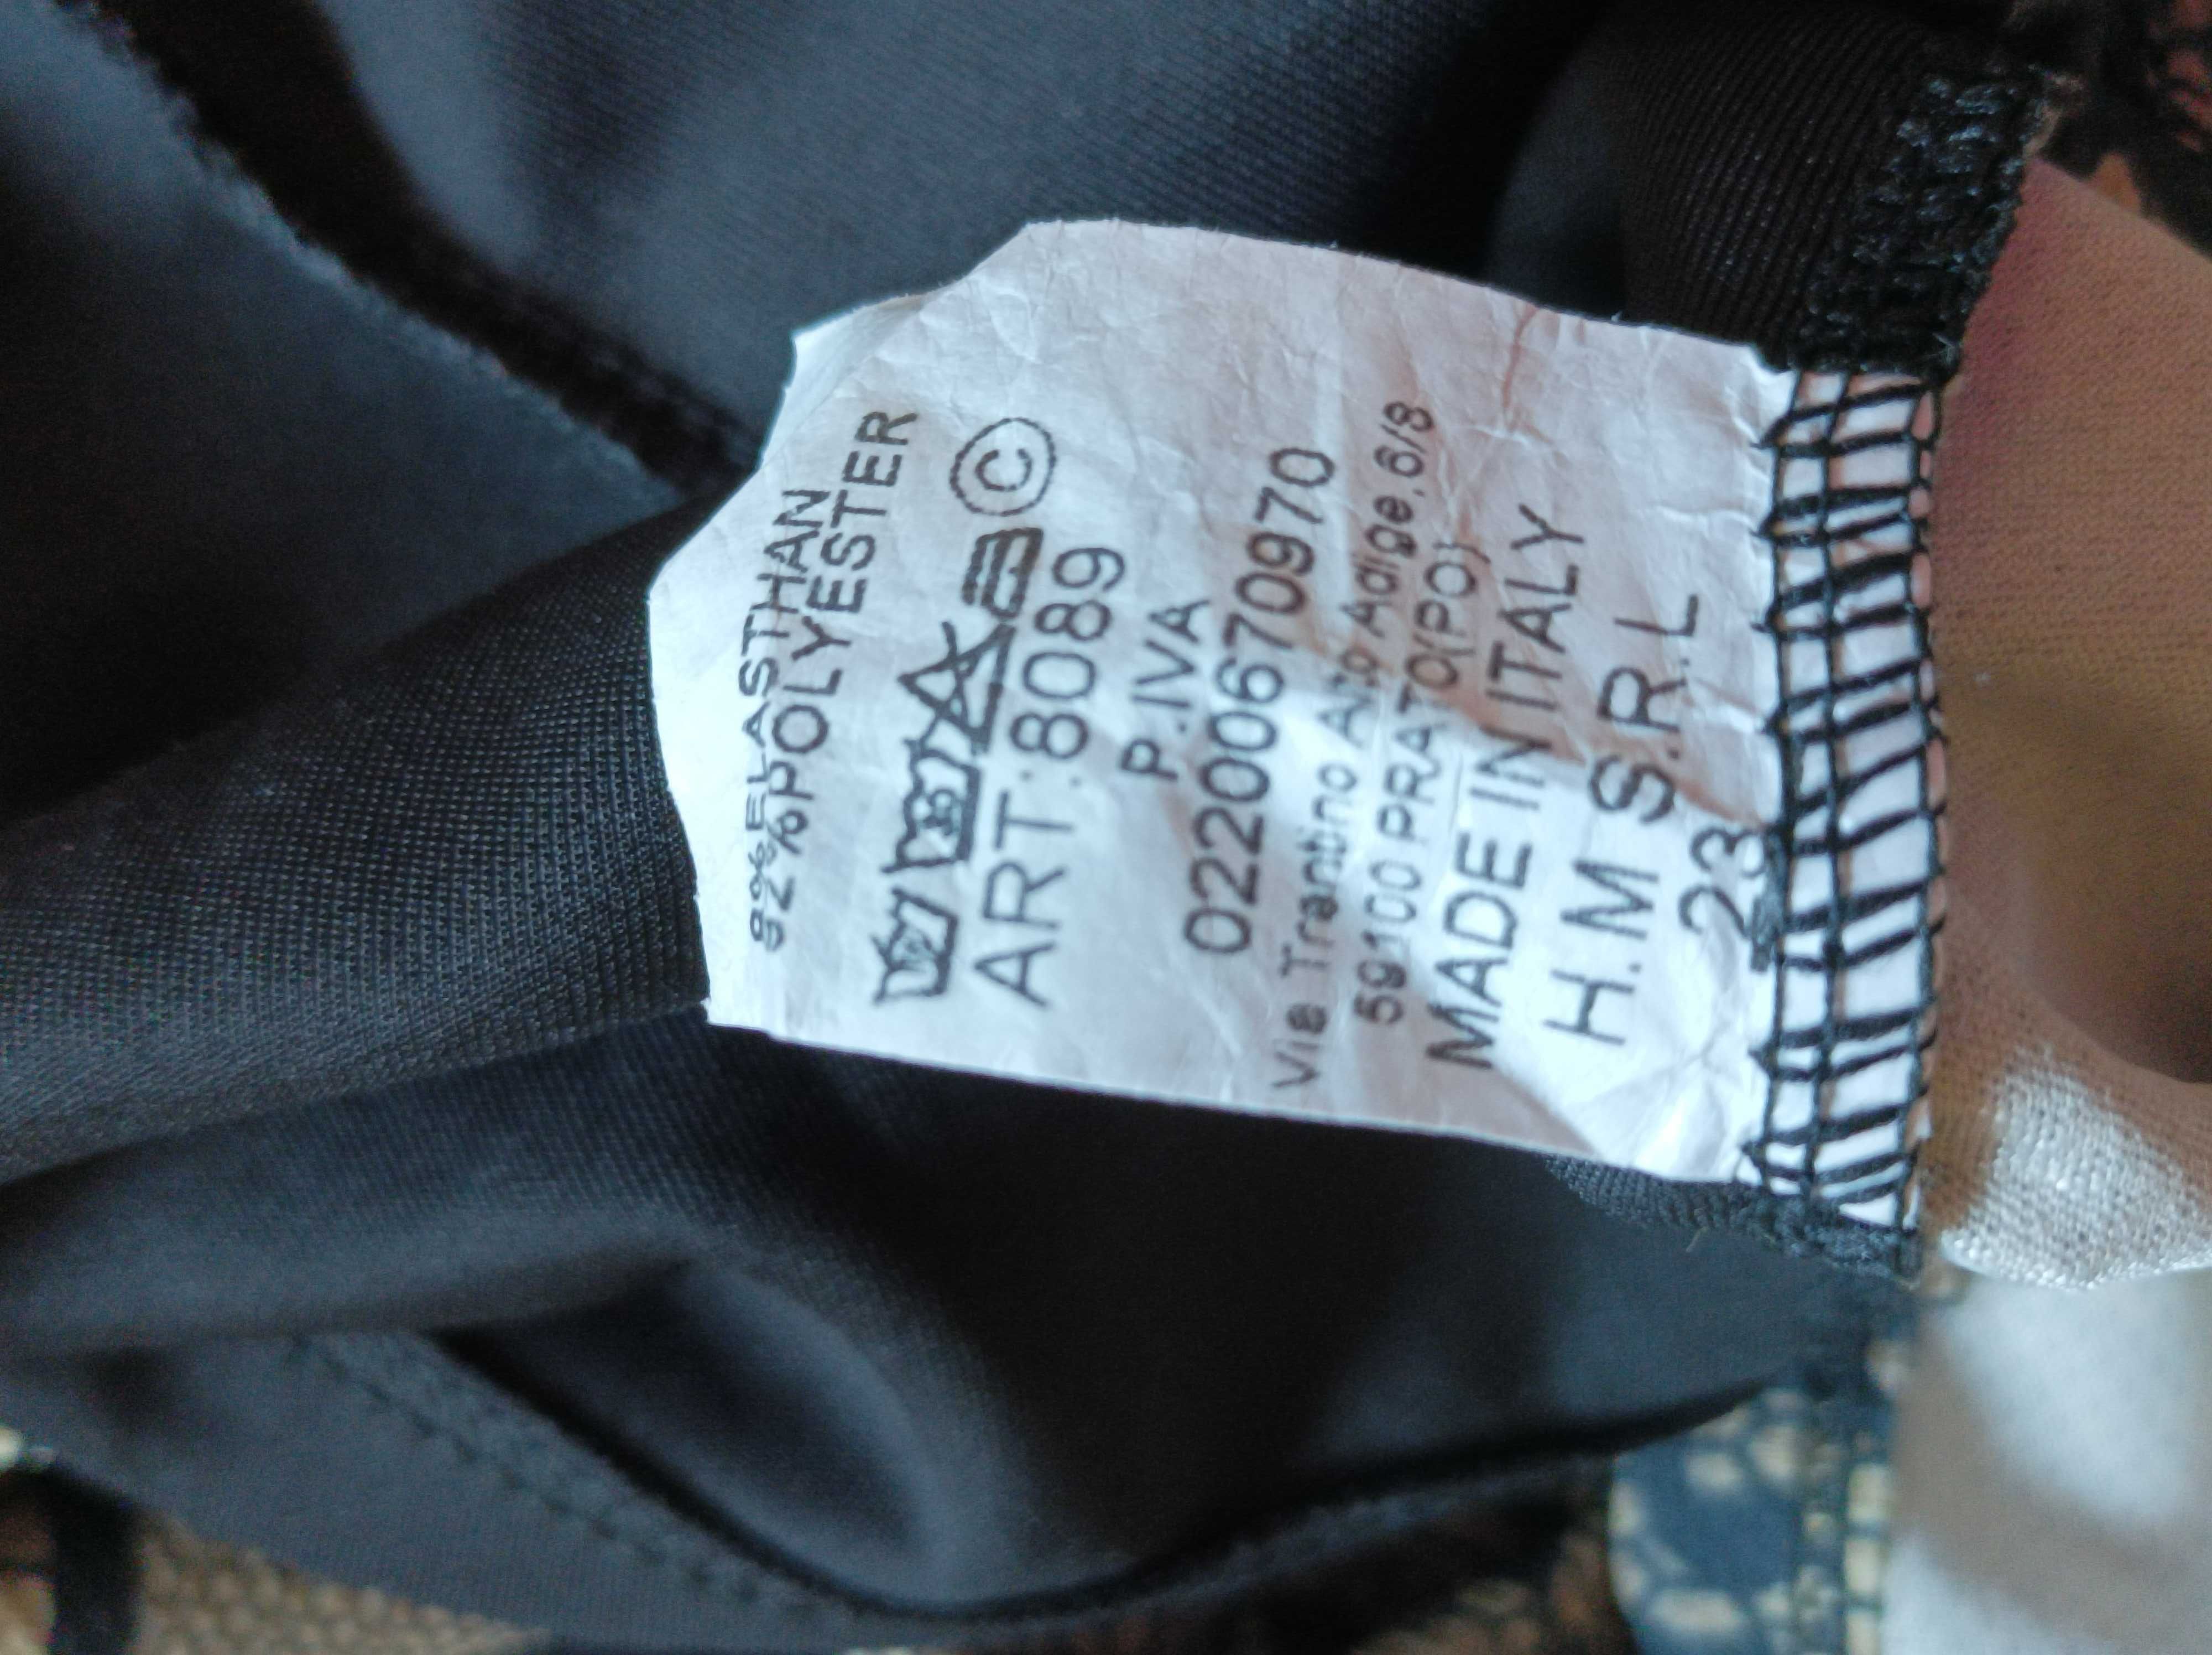 8%ELASTHAN
92%POLYESTER
30 C
ART:8089
P.IVA
02200670970
Via Trentino Alto Adige,6/8
59100 PRATO(PO)
MADE IN ITALY
H.M S.R.L